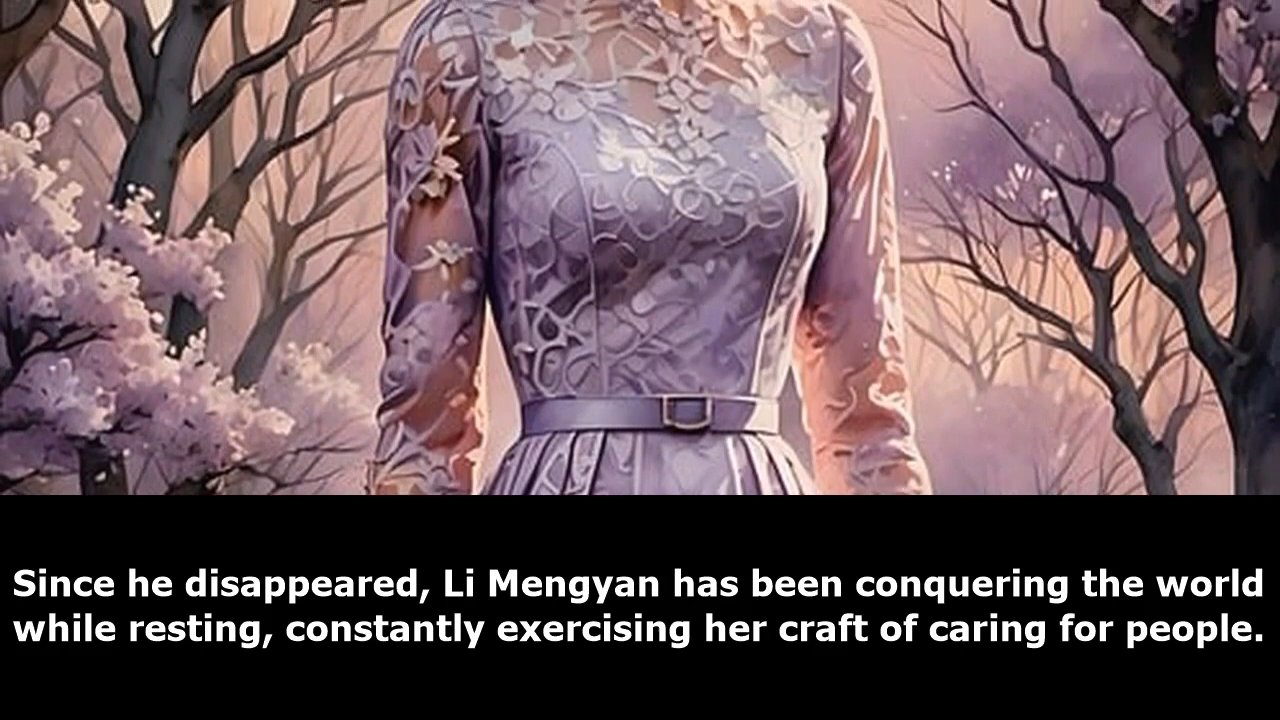 Since he disappeared, Li Mengyan has been conquering the world
while resting, constantly exercising her craft of caring for people.